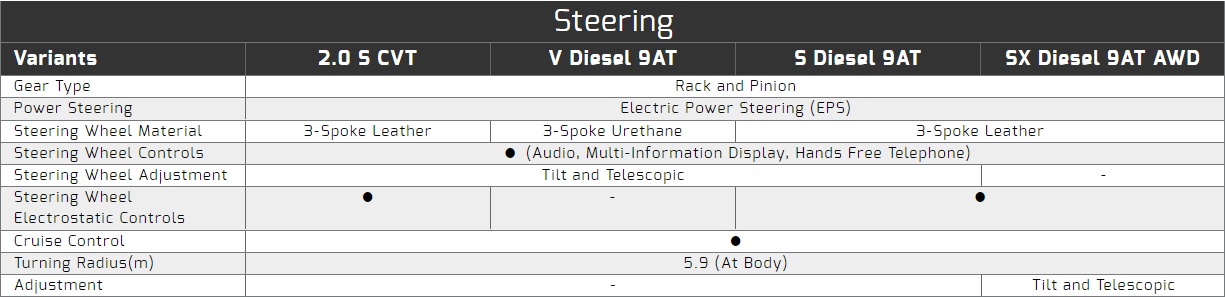 Steering
Variants 2.0 S CVT V Diesel 9AT S Diesel 9AT SX Diesel 9AT AWD
Gear Type Rack and Pinion
Power Steering Electric Power Steering (EPS)
Steering Wheel Material 3-Spoke Leather 3-Spoke Urethane 3-Spoke Leather
Steering Wheel Controls ● (Audio, Multi-Information Display, Hands Free Telephone)
Steering Wheel Adjustment Tilt and Telescopic -
Steering Wheel ● - ●
Electrostatic Controls
Cruise Control ●
Turning Radius(m) 5.9 (At Body)
Adjustment - Tilt and Telescopic